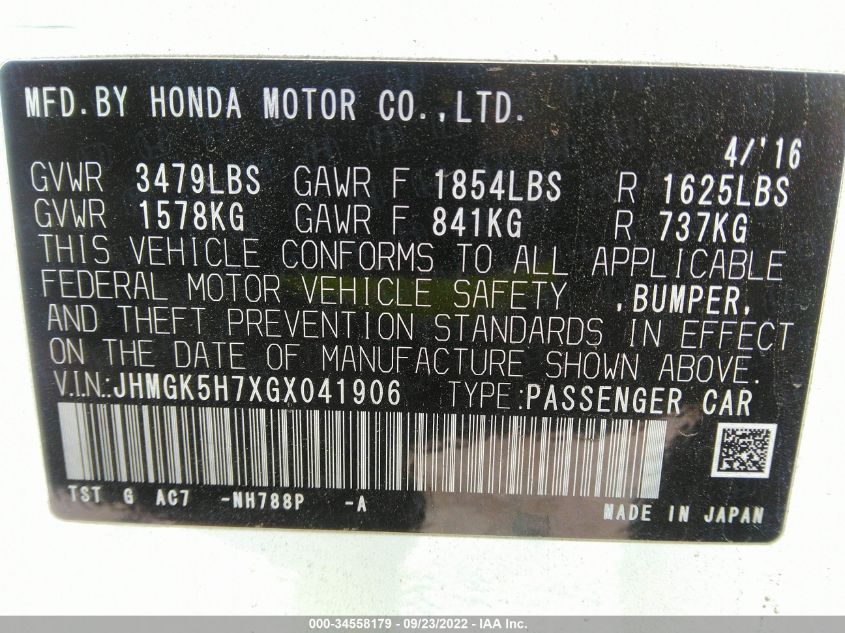 MFD. BY HONDA MOTOR CO.,LTD.
4/'16
GVWR 3479LBS GAWR F 1854LBS R 1625LBS
GVWR 1578KG GAWR F 841KG R 737KG
THIS VEHICLE CONFORMS TO ALL APPLICABLE
FEDERAL MOTOR VEHICLE SAFETY ,BUMPER,
AND THEFT PREVENTION STANDARDS IN EFFECT
ON THE DATE OF MANUFACTURE SHOWN ABOVE.
V.I.N.:JHMGK5H7XGX041906 TYPE:PASSENGER CAR
TST G AC7 -NH788P -A
MADE IN JAPAN
000-34558179 - 09/23/2022 - IAA Inc.